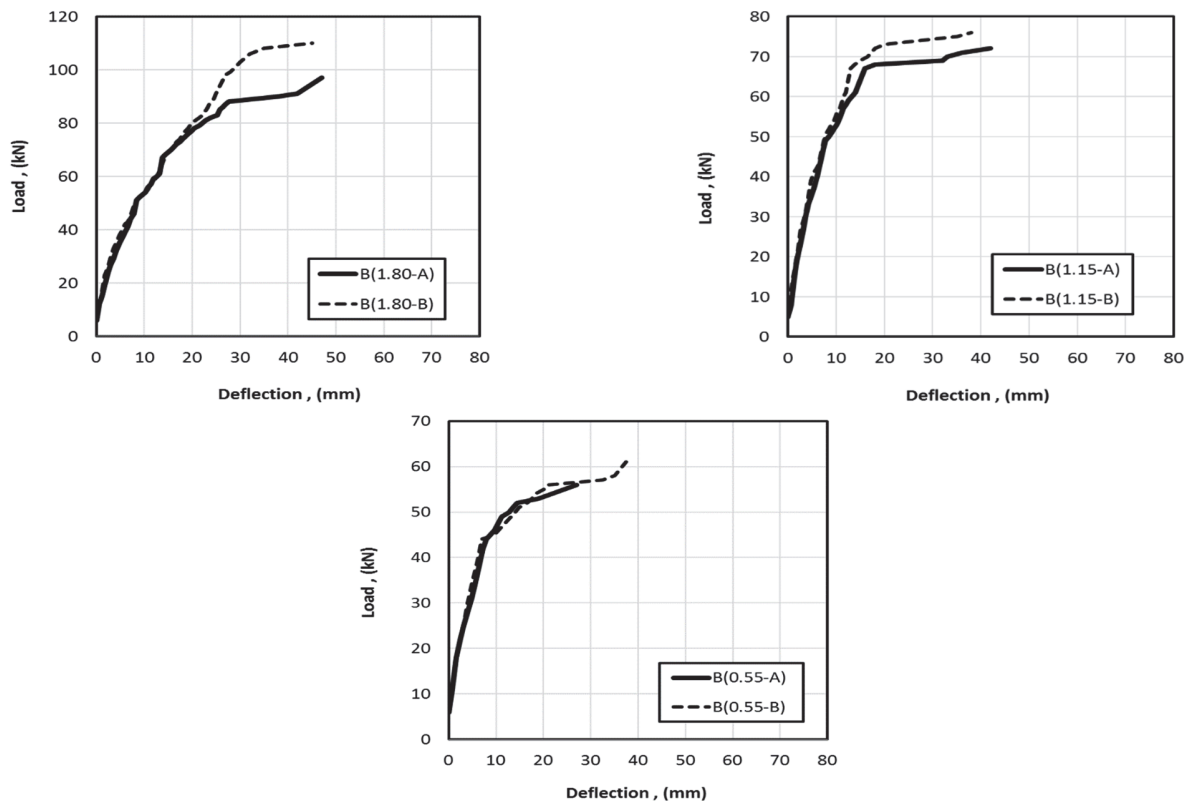 120
100
80
60
40
20
0
Load , (kN)
B(1.80-A)
B(1.80-B)
0 10 20 30 40 50 60 70 80
Deflection , (mm)
80
70
60
50
40
30
20
10
0
Load , (kN)
B(1.15-A)
B(1.15-B)
0 10 20 30 40 50 60 70 80
Deflection , (mm)
70
60
50
40
30
20
10
0
Load , (kN)
B(0.55-A)
B(0.55-B)
0 10 20 30 40 50 60 70 80
Deflection , (mm)